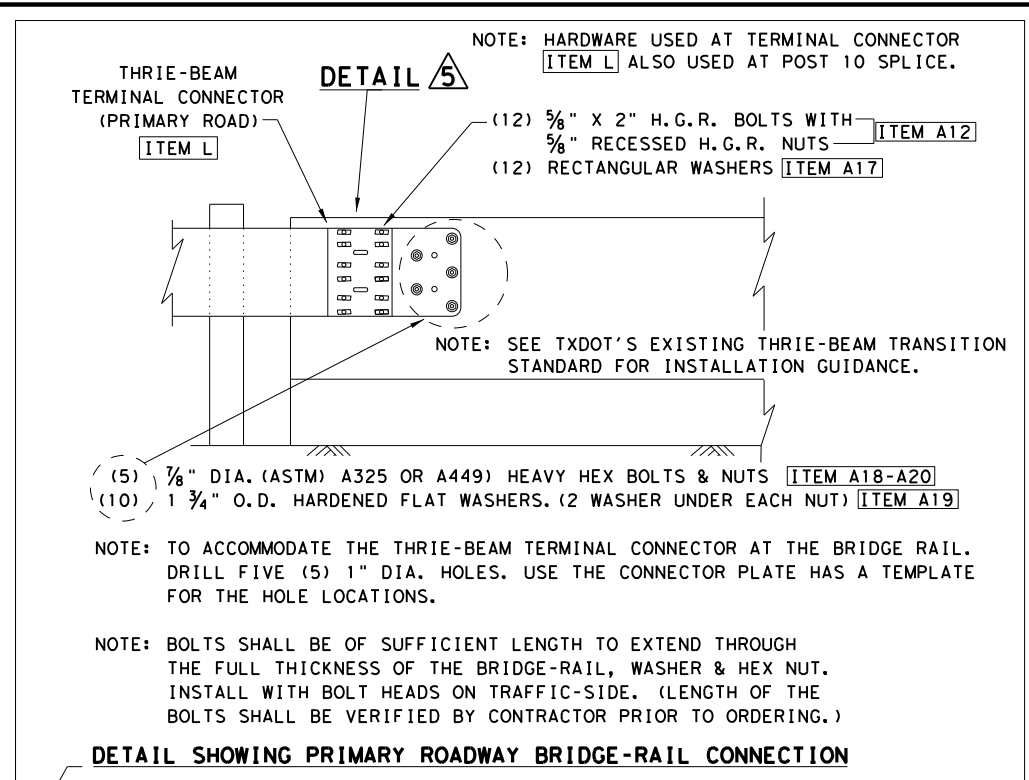 NOTE: HARDWARE USED AT TERMINAL CONNECTOR
ITEM L ALSO USED AT POST 10 SPLICE.
THRIE-BEAM
TERMINAL CONNECTOR
(PRIMARY ROAD)
ITEM L
DETAIL 5
(12) 5/8" X 2" H.G.R. BOLTS WITH
5/8" RECESSED H.G.R. NUTS
ITEM A12
(12) RECTANGULAR WASHERS ITEM A17
NOTE: SEE TXDOT'S EXISTING THRIE-BEAM TRANSITION
STANDARD FOR INSTALLATION GUIDANCE.
(5) 7/8" DIA. (ASTM) A325 OR A449) HEAVY HEX BOLTS & NUTS ITEM A18-A20
(10) 1 3/4" O.D. HARDENED FLAT WASHERS. (2 WASHER UNDER EACH NUT) ITEM A19
NOTE: TO ACCOMMODATE THE THRIE-BEAM TERMINAL CONNECTOR AT THE BRIDGE RAIL.
DRILL FIVE (5) 1" DIA. HOLES. USE THE CONNECTOR PLATE HAS A TEMPLATE
FOR THE HOLE LOCATIONS.
NOTE: BOLTS SHALL BE OF SUFFICIENT LENGTH TO EXTEND THROUGH
THE FULL THICKNESS OF THE BRIDGE-RAIL, WASHER & HEX NUT.
INSTALL WITH BOLT HEADS ON TRAFFIC-SIDE. (LENGTH OF THE
BOLTS SHALL BE VERIFIED BY CONTRACTOR PRIOR TO ORDERING.)
DETAIL SHOWING PRIMARY ROADWAY BRIDGE-RAIL CONNECTION